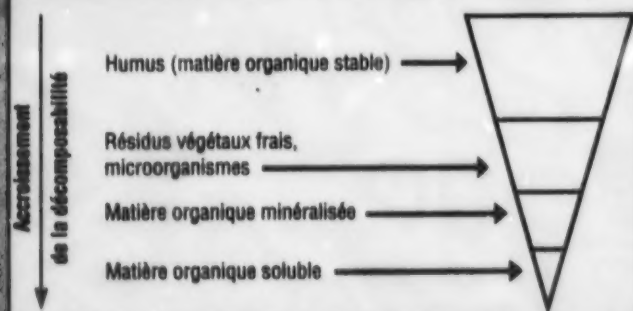 Accroissement
de la décomposabilité
Humus (matière organique stable)
Résidus végétaux frais,
microorganismes
Matière organique minéralisée
Matière organique soluble